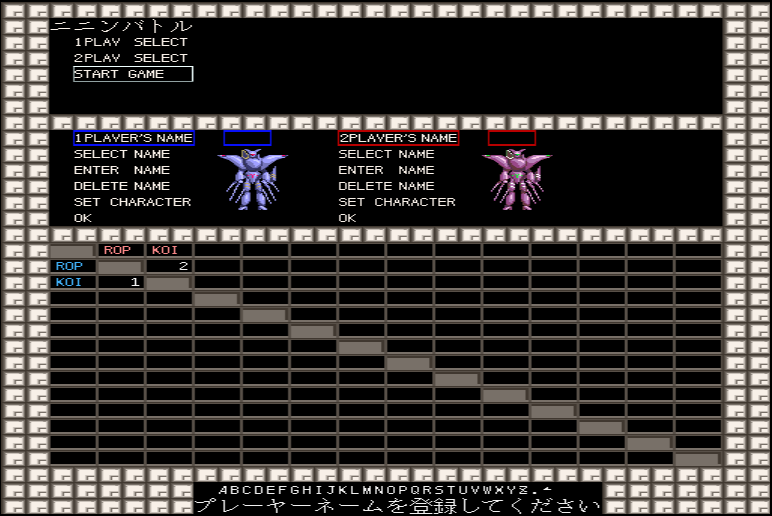 ニニンバトル
1PLAY SELECT
2PLAY SELECT
START GAME
1PLAYER'S NAME 2PLAYER'S NAME
SELECT NAME SELECT NAME
ENTER NAME ENTER NAME
DELETE NAME DELETE NAME
SET CHARACTER SET CHARACTER
OK OK
ROP KOI
ROP 2
KOI 1
ABCDEFGHIJKLMNOPQRSTUVWXYZ.-
プレーヤーネームを登録してください